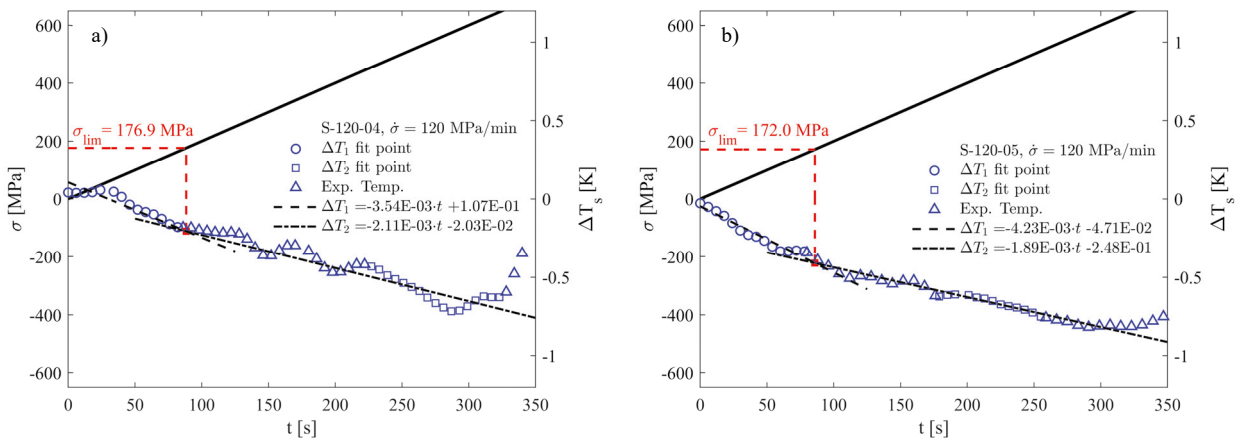 a)
600
400
200
0
-200
-400
-600
σ [MPa]
σlim= 176.9 MPa
S-120-04, σ̇ = 120 MPa/min
ΔT₁ fit point
ΔT₂ fit point
Exp. Temp.
ΔT₁ =-3.54E-03·t +1.07E-01
ΔT₂ =-2.11E-03·t -2.03E-02
1
0.5
0
-0.5
-1
ΔTₛ [K]
0 50 100 150 200 250 300 350
t [s]
b)
600
400
200
0
-200
-400
-600
σ [MPa]
σlim= 172.0 MPa
S-120-05, σ̇ = 120 MPa/min
ΔT₁ fit point
ΔT₂ fit point
Exp. Temp.
ΔT₁ =-4.23E-03·t -4.71E-02
ΔT₂ =-1.89E-03·t -2.48E-01
1
0.5
0
-0.5
-1
ΔTₛ [K]
0 50 100 150 200 250 300 350
t [s]